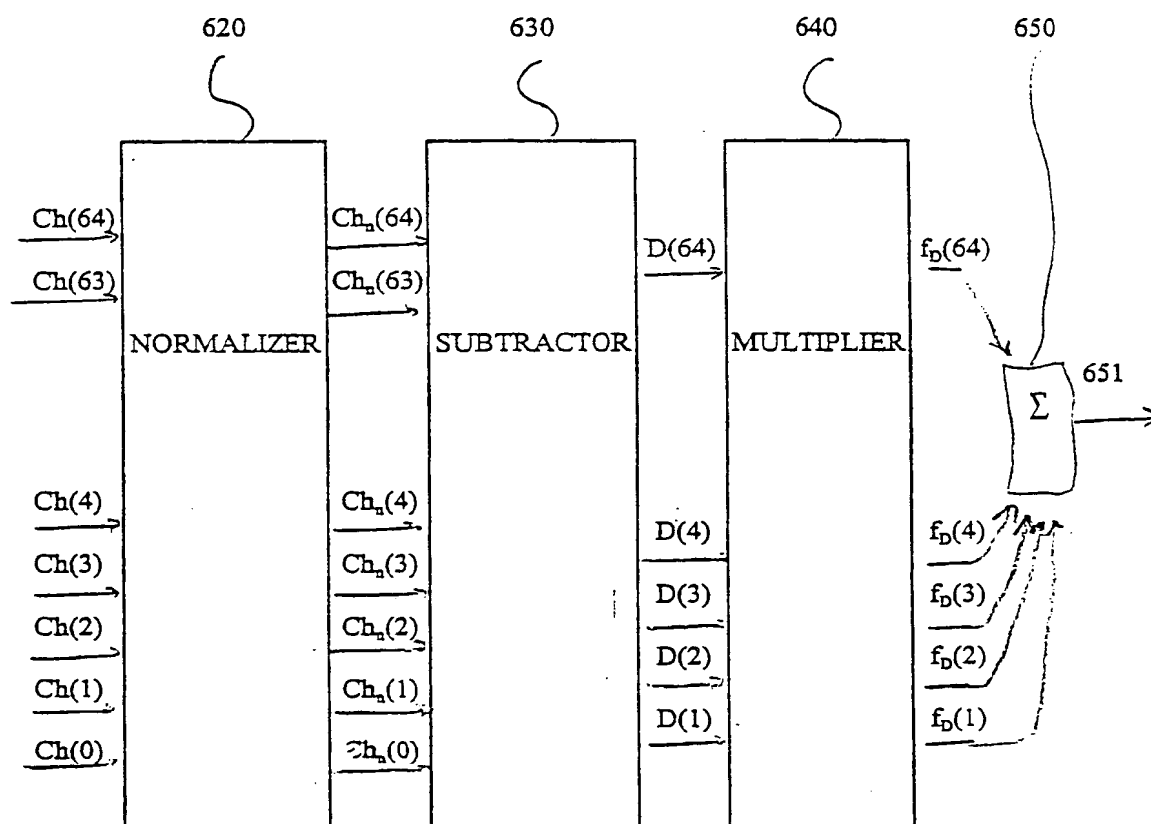 620 630 640 650
Ch(64) Chn(64) D(64) fD(64)
Ch(63) Chn(63)
NORMALIZER SUBTRACTOR MULTIPLIER
651
Σ
Ch(4) Chn(4) D(4) fD(4)
Ch(3) Chn(3) D(3) fD(3)
Ch(2) Chn(2) D(2) fD(2)
Ch(1) Chn(1) D(1) fD(1)
Ch(0) Chn(0)